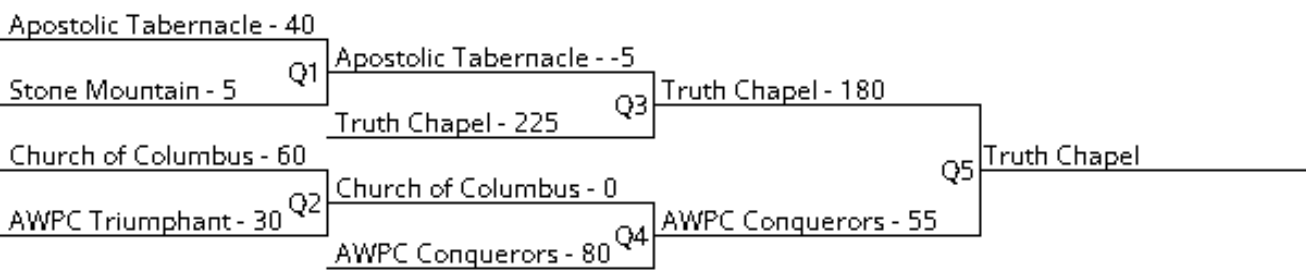 Apostolic Tabernacle - 40
Q1
Stone Mountain - 5
Apostolic Tabernacle - -5
Q3
Truth Chapel - 225
Church of Columbus - 60
Q2
AWPC Triumphant - 30
Church of Columbus - 0
Q4
AWPC Conquerors - 80
Truth Chapel - 180
Q5
AWPC Conquerors - 55
Truth Chapel